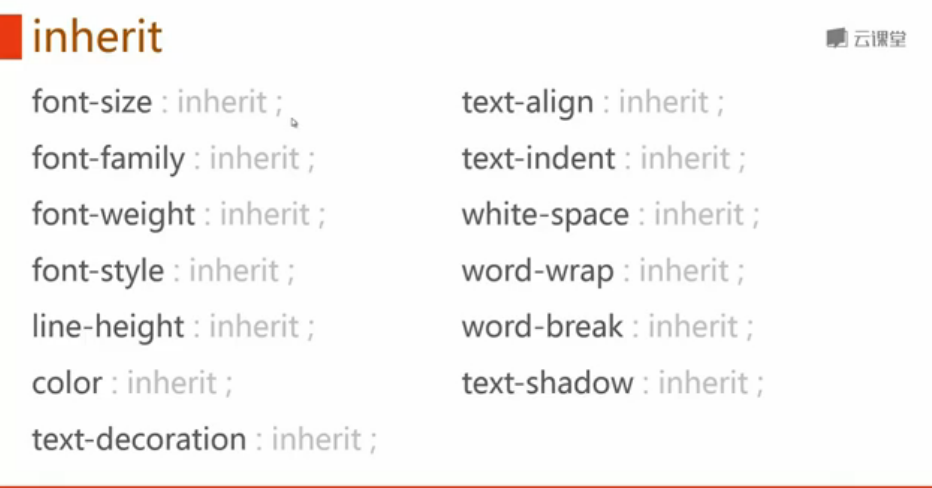 inherit
云课堂
font-size : inherit ;
font-family : inherit ;
font-weight : inherit ;
font-style : inherit ;
line-height : inherit ;
color : inherit ;
text-decoration : inherit ;
text-align : inherit ;
text-indent : inherit ;
white-space : inherit ;
word-wrap : inherit ;
word-break : inherit ;
text-shadow : inherit ;